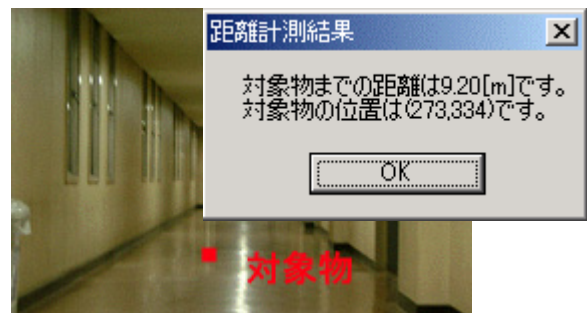 距離計測結果
対象物までの距離は9.20[m]です。
対象物の位置は(273,334)です。
OK
対象物